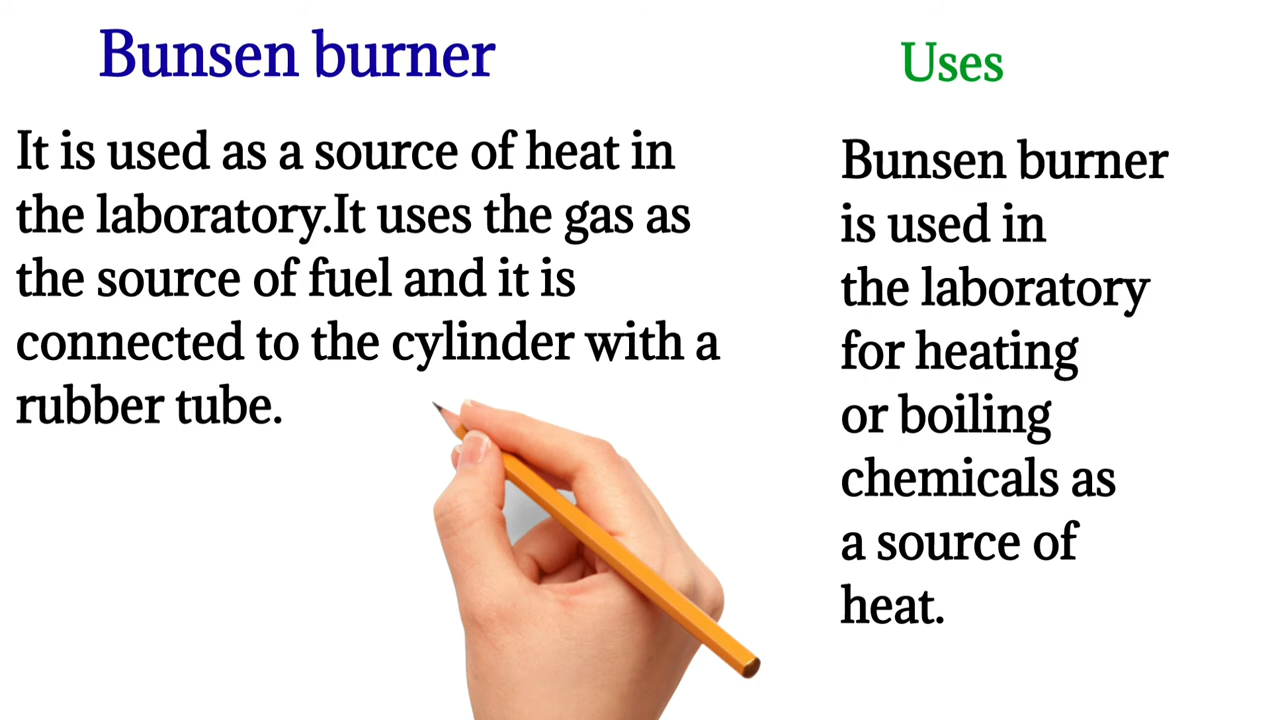 Bunsen burner
It is used as a source of heat in
the laboratory.It uses the gas as
the source of fuel and it is
connected to the cylinder with a
rubber tube.
Uses
Bunsen burner
is used in
the laboratory
for heating
or boiling
chemicals as
a source of
heat.